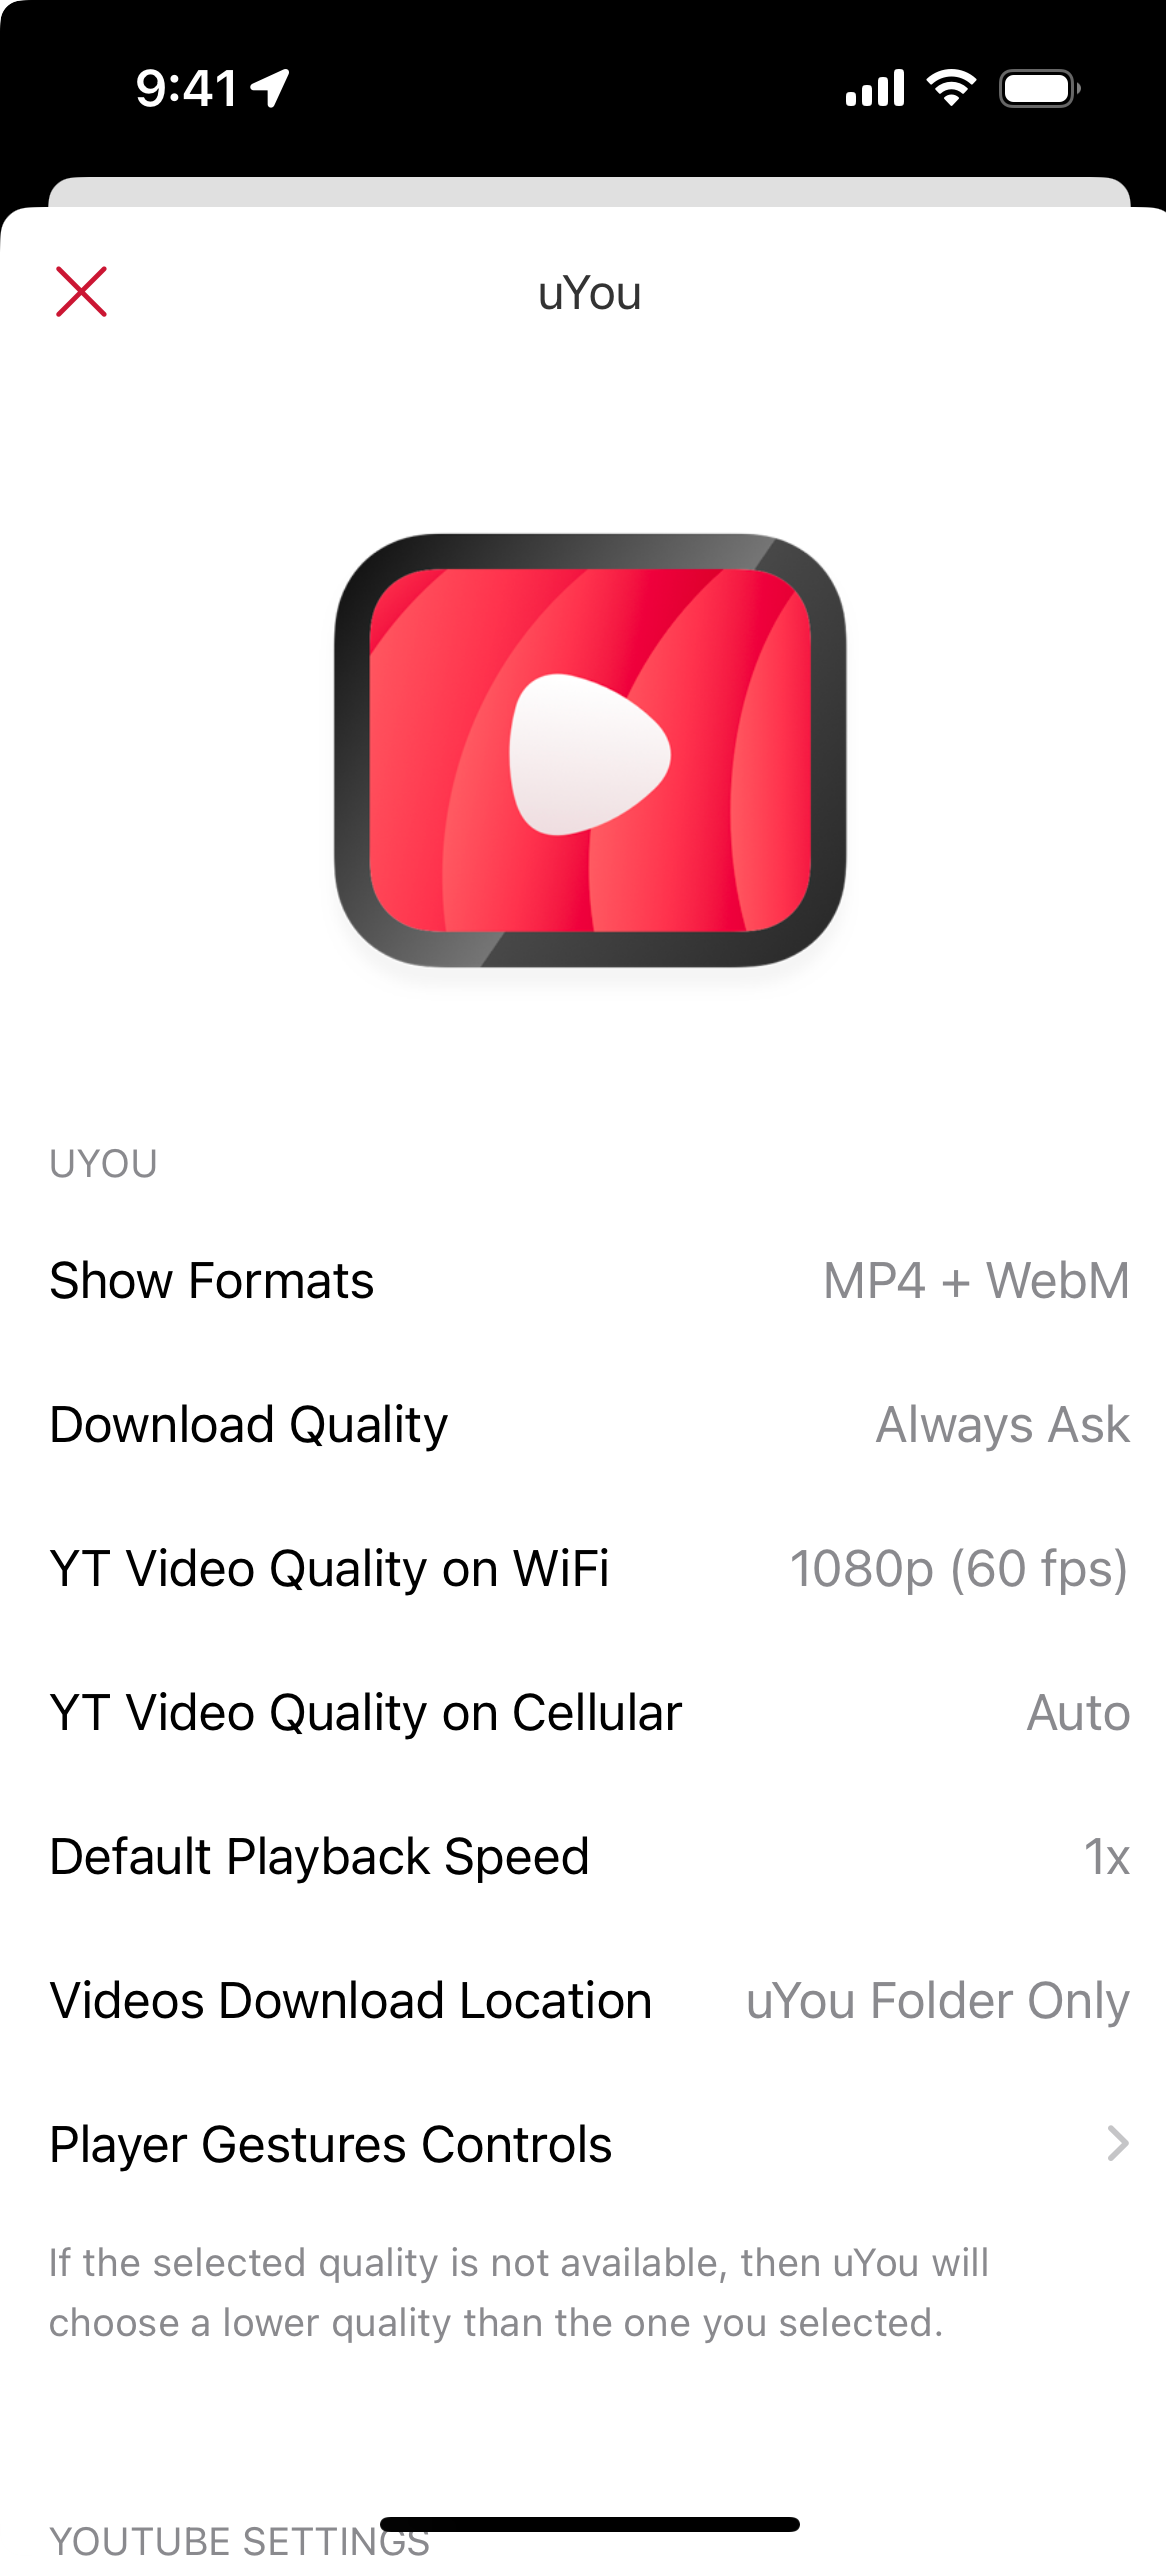 9:41
uYou
UYOU
Show Formats MP4 + WebM
Download Quality Always Ask
YT Video Quality on WiFi 1080p (60 fps)
YT Video Quality on Cellular Auto
Default Playback Speed 1x
Videos Download Location uYou Folder Only
Player Gestures Controls
If the selected quality is not available, then uYou will
choose a lower quality than the one you selected.
YOUTUBE SETTINGS